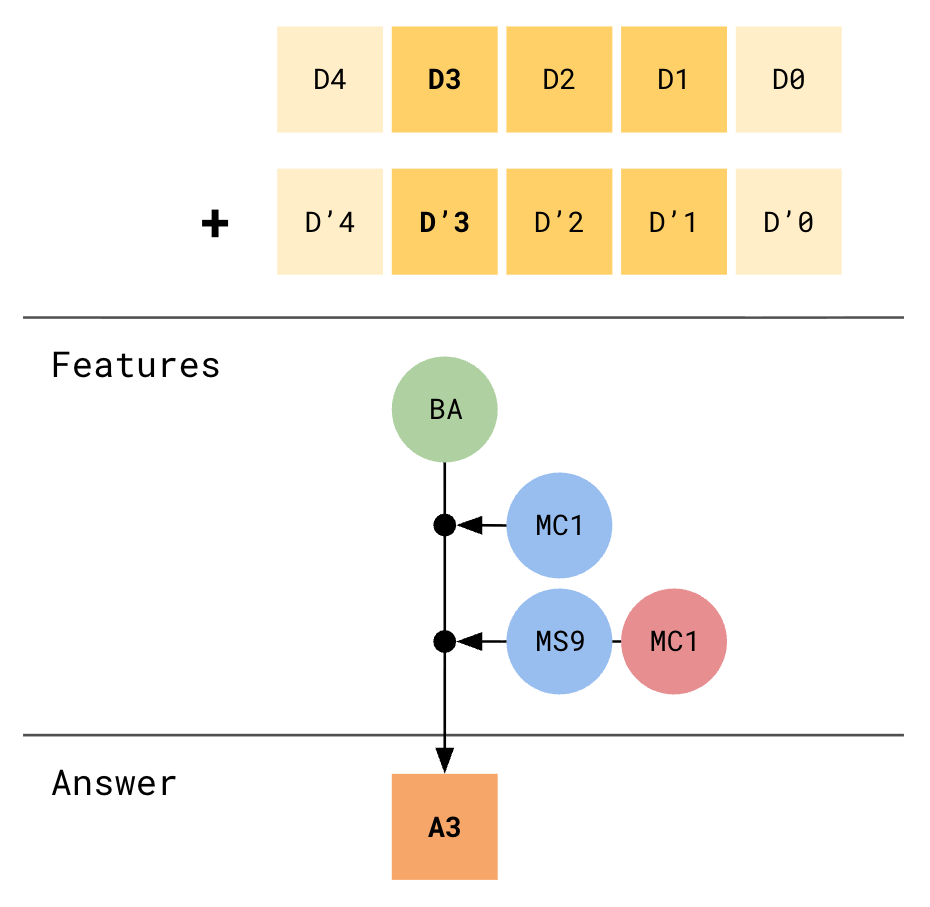 D4 D3 D2 D1 D0
+ D’4 D’3 D’2 D’1 D’0
Features
BA
MC1
MS9 MC1
Answer
A3